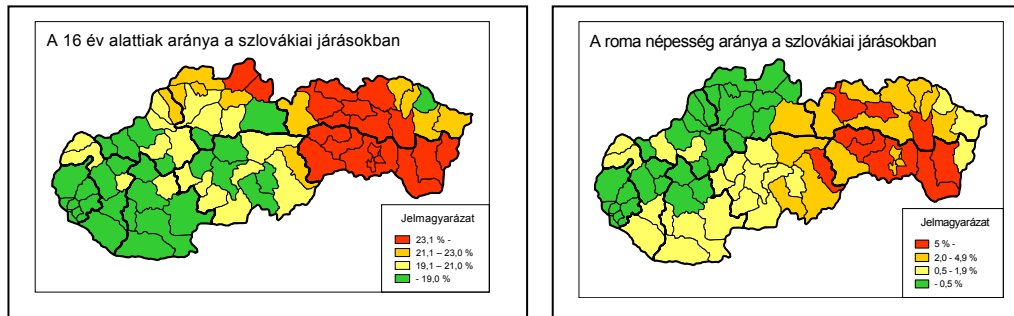 A 16 év alattiak aránya a szlovákiai járásokban
Jelmagyarázat
23,1 % -
21,1 – 23,0 %
19,1 – 21,0 %
- 19,0 %
A roma népesség aránya a szlovákiai járásokban
Jelmagyarázat
5 % -
2,0 - 4,9 %
0,5 - 1,9 %
- 0,5 %